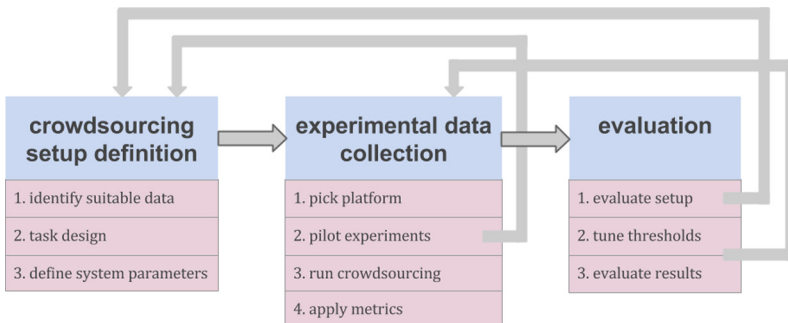 crowdsourcing
setup definition
1. identify suitable data
2. task design
3. define system parameters
experimental data
collection
1. pick platform
2. pilot experiments
3. run crowdsourcing
4. apply metrics
evaluation
1. evaluate setup
2. tune thresholds
3. evaluate results